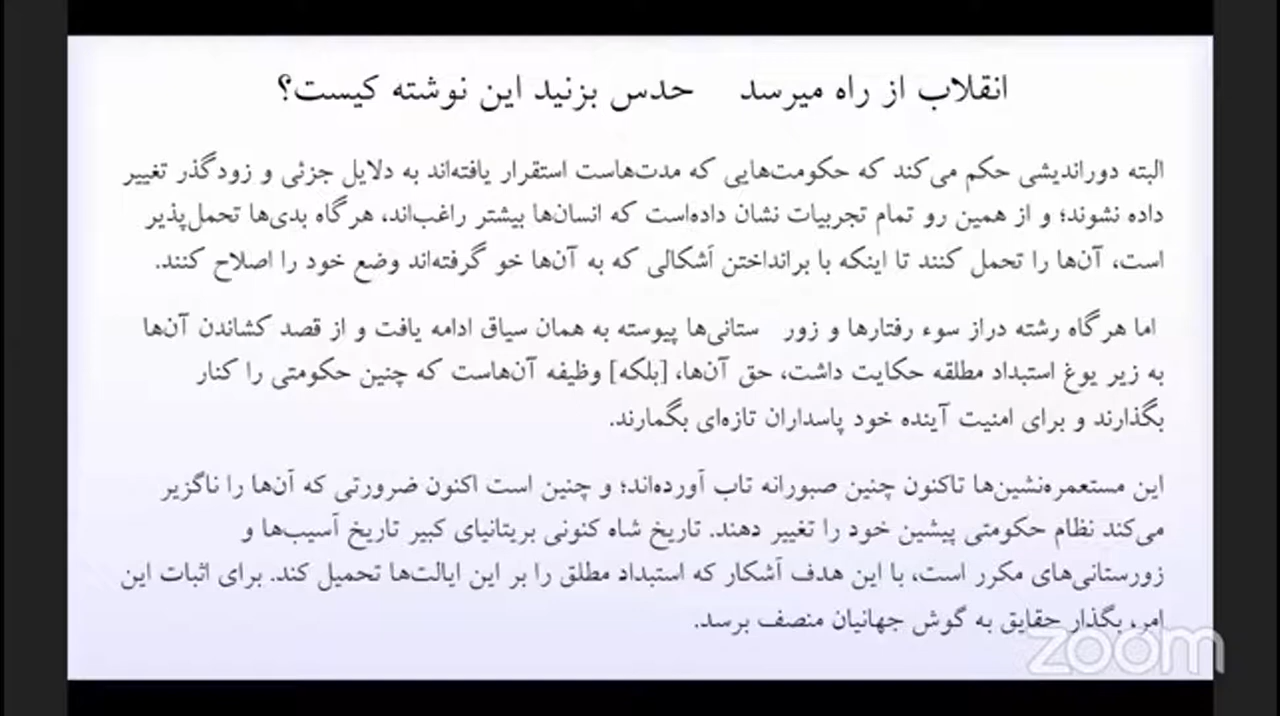 انقلاب از راه میرسد حدس بزنید این نوشته کیست؟
البته دوراندیشی حکم می‌کند که حکومت‌هایی که مدت‌هاست استقرار یافته‌اند به دلایل جزئی و زودگذر تغییر
داده نشوند؛ و از همین رو تمام تجربیات نشان داده‌است که انسان‌ها بیشتر راغب‌اند، هرگاه بدی‌ها تحمل‌پذیر
است، آن‌ها را تحمل کنند تا اینکه با برانداختن اَشکالی که به آن‌ها خو گرفته‌اند وضع خود را اصلاح کنند.
اما هرگاه رشته دراز سوء رفتارها و زور ستانی‌ها پیوسته به همان سیاق ادامه یافت و از قصد کشاندن آن‌ها
به زیر یوغ استبداد مطلقه حکایت داشت، حق آن‌ها، [بلکه] وظیفه آن‌هاست که چنین حکومتی را کنار
بگذارند و برای امنیت آینده خود پاسداران تازه‌ای بگمارند.
این مستعمره‌نشین‌ها تاکنون چنین صبورانه تاب آورده‌اند؛ و چنین است اکنون ضرورتی که آن‌ها را ناگزیر
می‌کند نظام حکومتی پیشین خود را تغییر دهند. تاریخ شاه کنونی بریتانیای کبیر تاریخ آسیب‌ها و
زورستانی‌های مکرر است، با این هدف آشکار که استبداد مطلق را بر این ایالت‌ها تحمیل کند. برای اثبات این
امر، بگذار حقایق به گوش جهانیان منصف برسد.
zoom